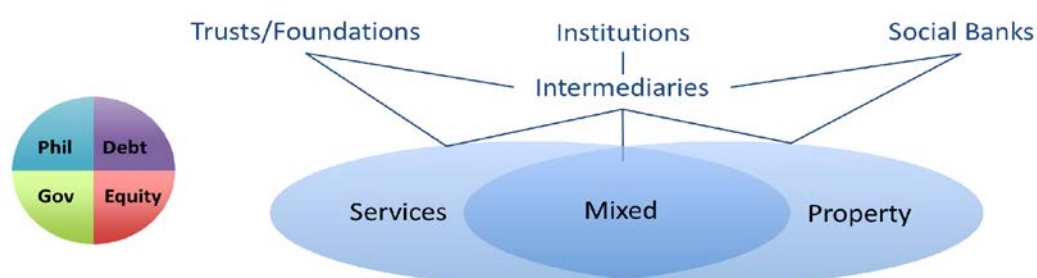 Trusts/Foundations Institutions Social Banks
Intermediaries
Phil Debt
Gov Equity
Services Mixed Property